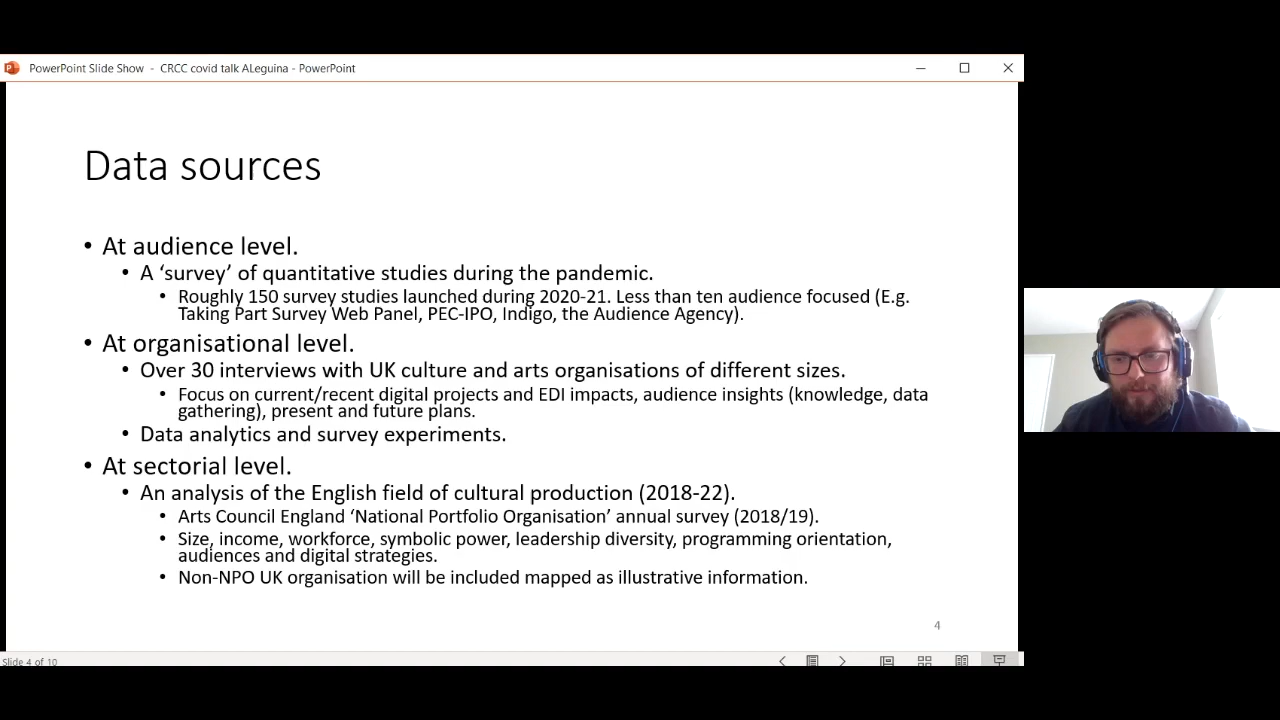 PowerPoint Slide Show - CRCC covid talk ALeguina - PowerPoint
Data sources
• At audience level.
• A ‘survey’ of quantitative studies during the pandemic.
• Roughly 150 survey studies launched during 2020-21. Less than ten audience focused (E.g.
Taking Part Survey Web Panel, PEC-IPO, Indigo, the Audience Agency).
• At organisational level.
• Over 30 interviews with UK culture and arts organisations of different sizes.
• Focus on current/recent digital projects and EDI impacts, audience insights (knowledge, data
gathering), present and future plans.
• Data analytics and survey experiments.
• At sectorial level.
• An analysis of the English field of cultural production (2018-22).
• Arts Council England ‘National Portfolio Organisation’ annual survey (2018/19).
• Size, income, workforce, symbolic power, leadership diversity, programming orientation,
audiences and digital strategies.
• Non-NPO UK organisation will be included mapped as illustrative information.
4
Slide 4 of 10